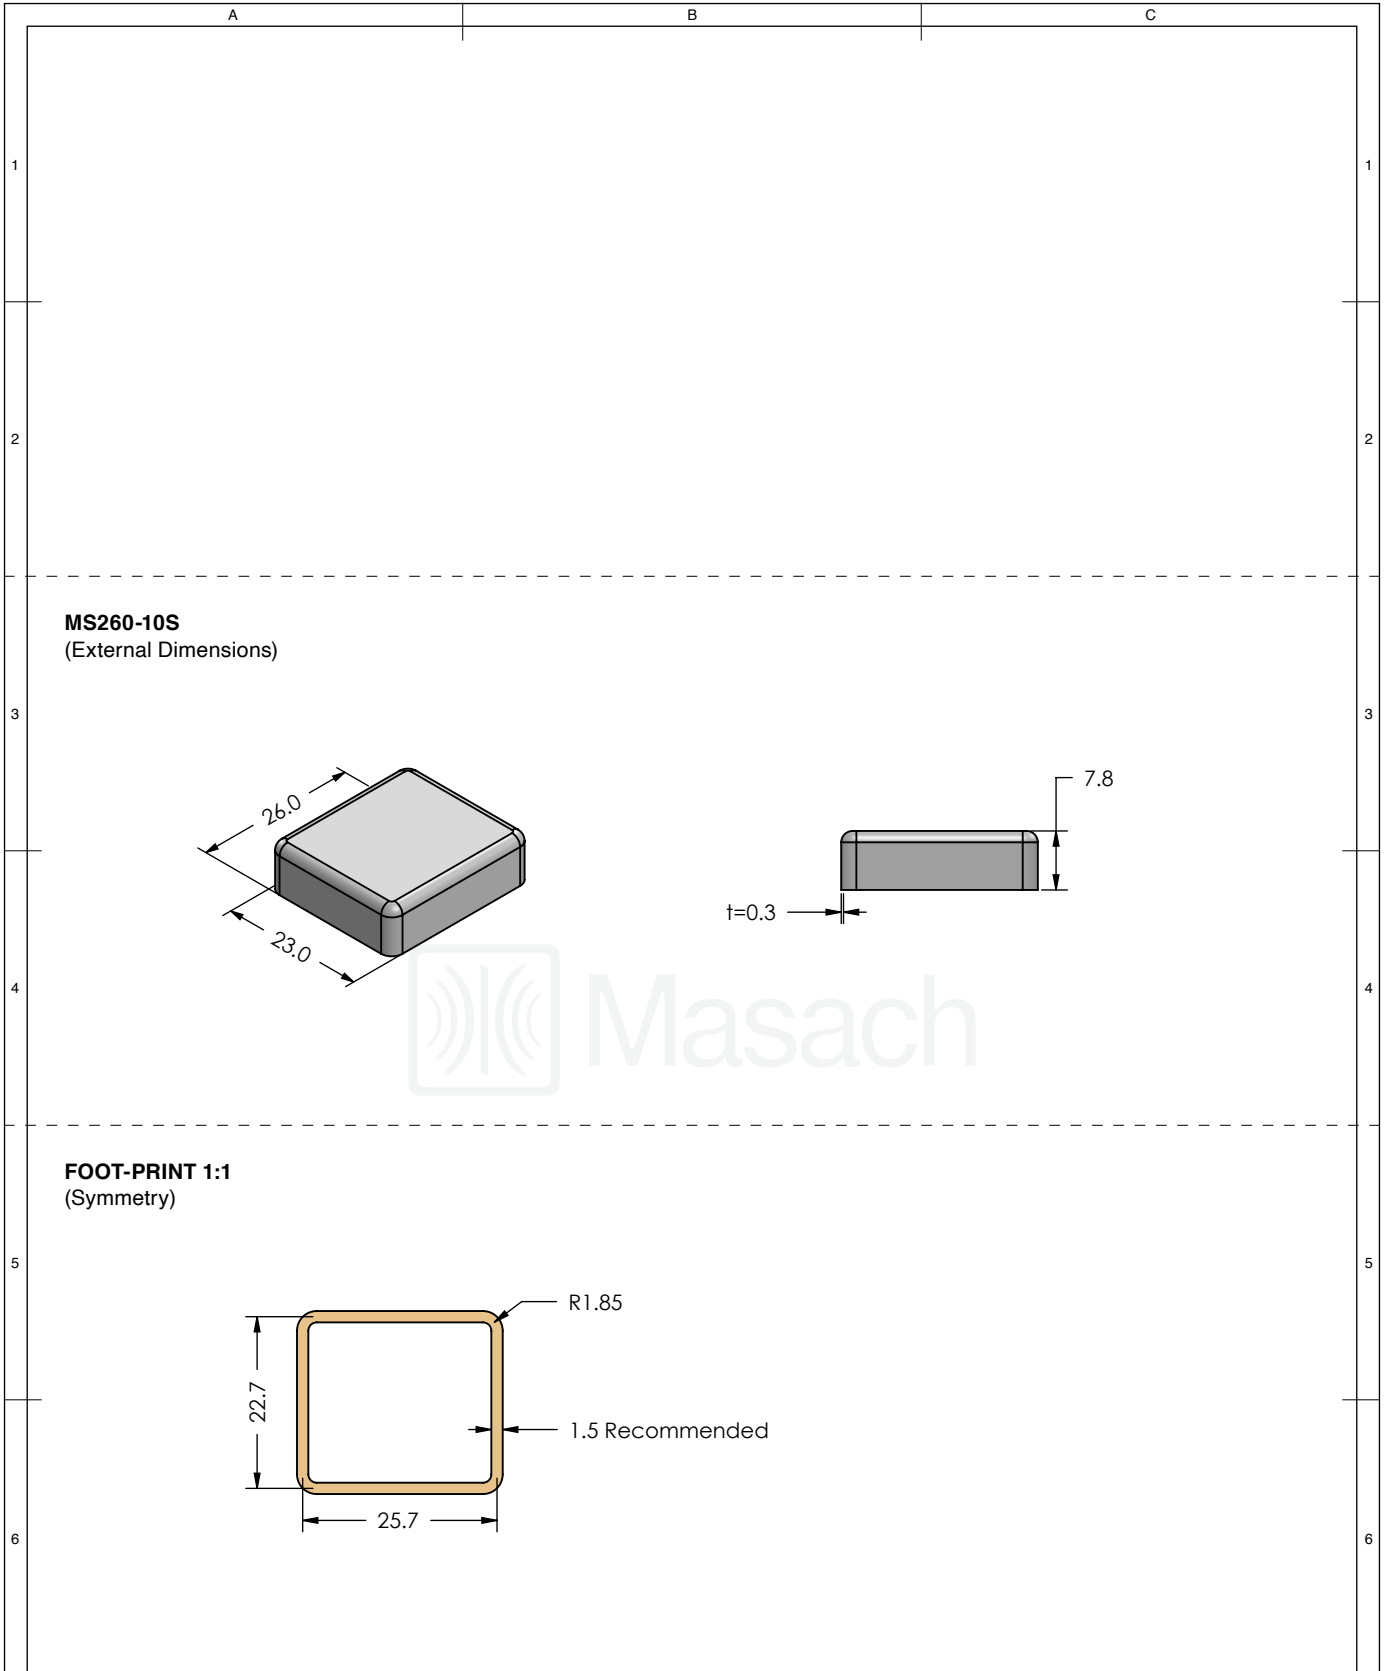 A B C
1 1
2 2
MS260-10S
(External Dimensions)
3 3
26.0
7.8
t=0.3
23.0
4 4
Masach
FOOT-PRINT 1:1
(Symmetry)
5 5
R1.85
22.7
1.5 Recommended
25.7
6 6